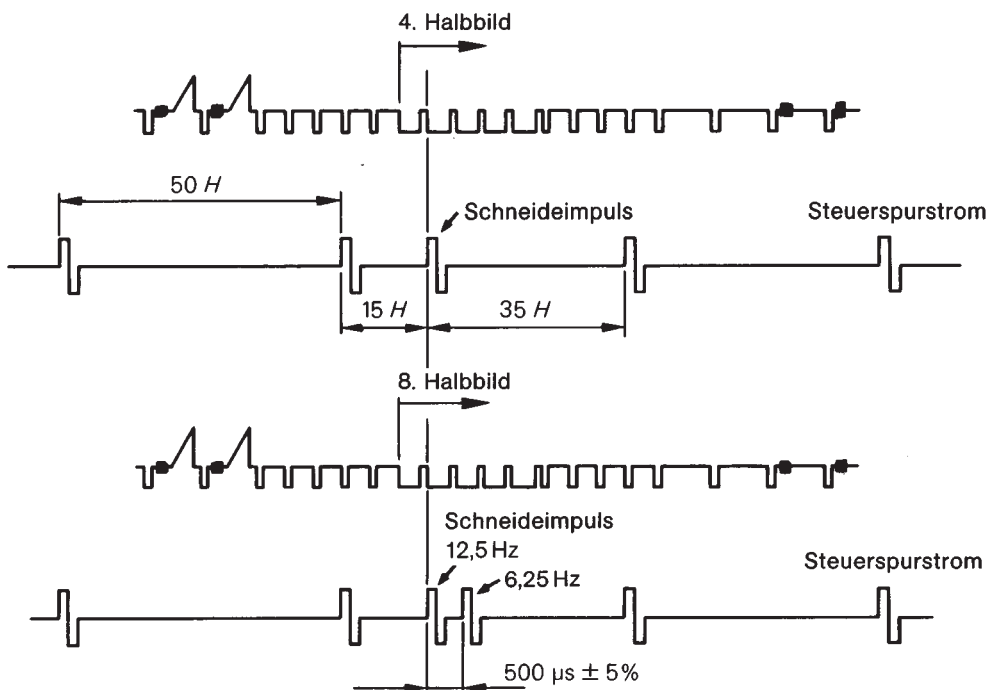 4. Halbbild
50 H
Schneideimpuls
Steuerspurstrom
15 H
35 H
8. Halbbild
Schneideimpuls
12,5 Hz
6,25 Hz
Steuerspurstrom
500 µs ± 5%